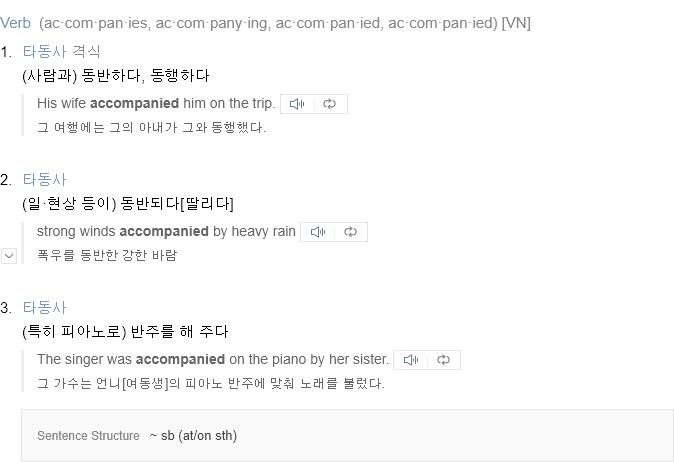 Verb (ac·com·pan·ies, ac·com·pany·ing, ac·com·pan·ied, ac·com·pan·ied) [VN]
1. 타동사 격식
(사람과) 동반하다, 동행하다
His wife accompanied him on the trip.
그 여행에는 그의 아내가 그와 동행했다.
2. 타동사
(일·현상 등이) 동반되다[딸리다]
strong winds accompanied by heavy rain
폭우를 동반한 강한 바람
3. 타동사
(특히 피아노로) 반주를 해 주다
The singer was accompanied on the piano by her sister.
그 가수는 언니[여동생]의 피아노 반주에 맞춰 노래를 불렀다.
Sentence Structure ~ sb (at/on sth)